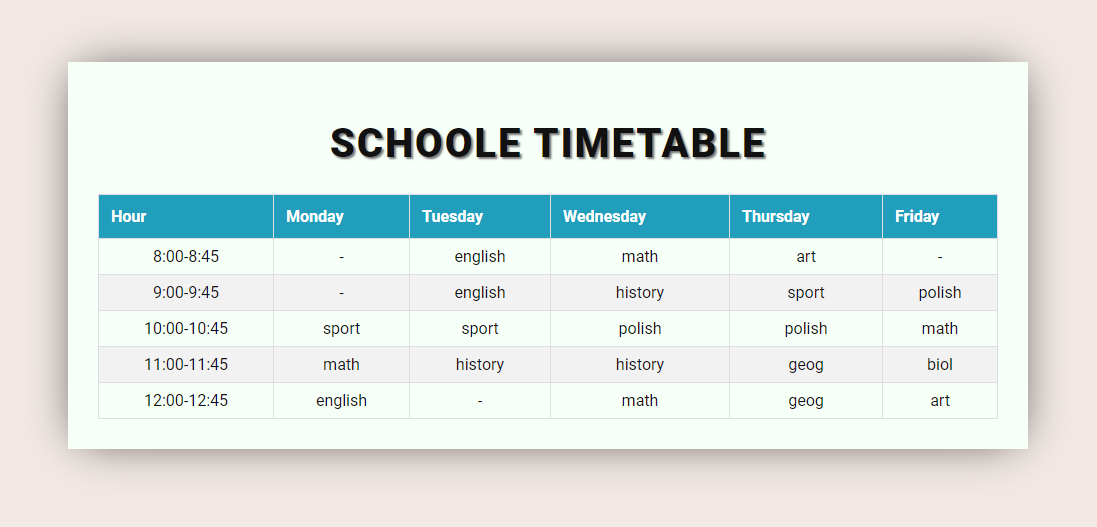 SCHOOLE TIMETABLE
Hour Monday Tuesday Wednesday Thursday Friday
8:00-8:45 - english math art -
9:00-9:45 - english history sport polish
10:00-10:45 sport sport polish polish math
11:00-11:45 math history history geog biol
12:00-12:45 english - math geog art